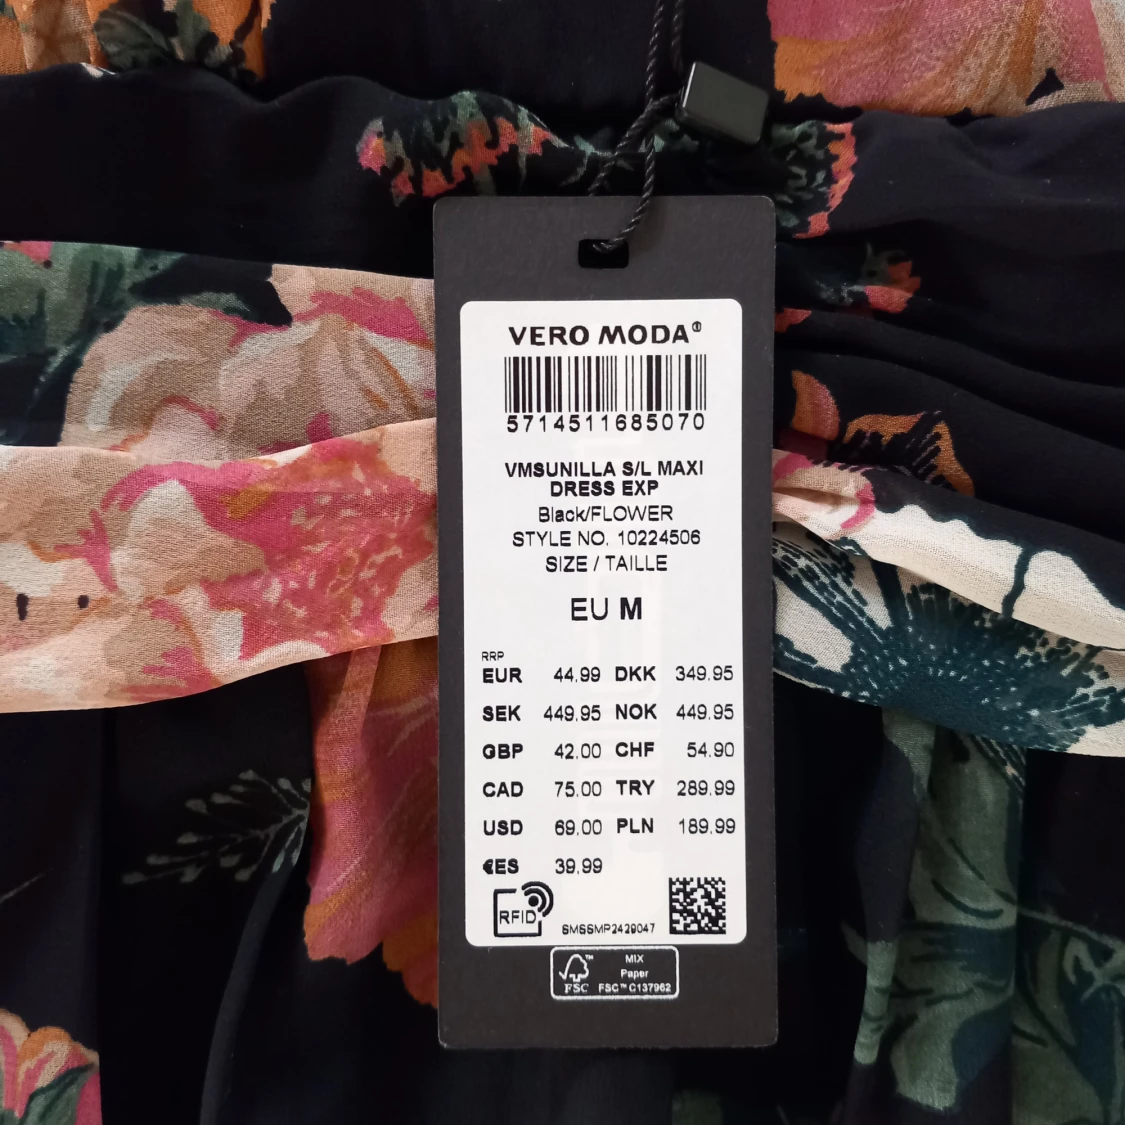 VERO MODA®
5714511685070
VMSUNILLA S/L MAXI
DRESS EXP
Black/FLOWER
STYLE NO. 10224506
SIZE / TAILLE
EU M
RRP
EUR 44.99 DKK 349.95
SEK 449.95 NOK 449.95
GBP 42.00 CHF 54.90
CAD 75.00 TRY 289.99
USD 69.00 PLN 189.99
€ES 39.99
RFID
SMSSMP2429047
FSC™
MIX
Paper
FSC™ C137962